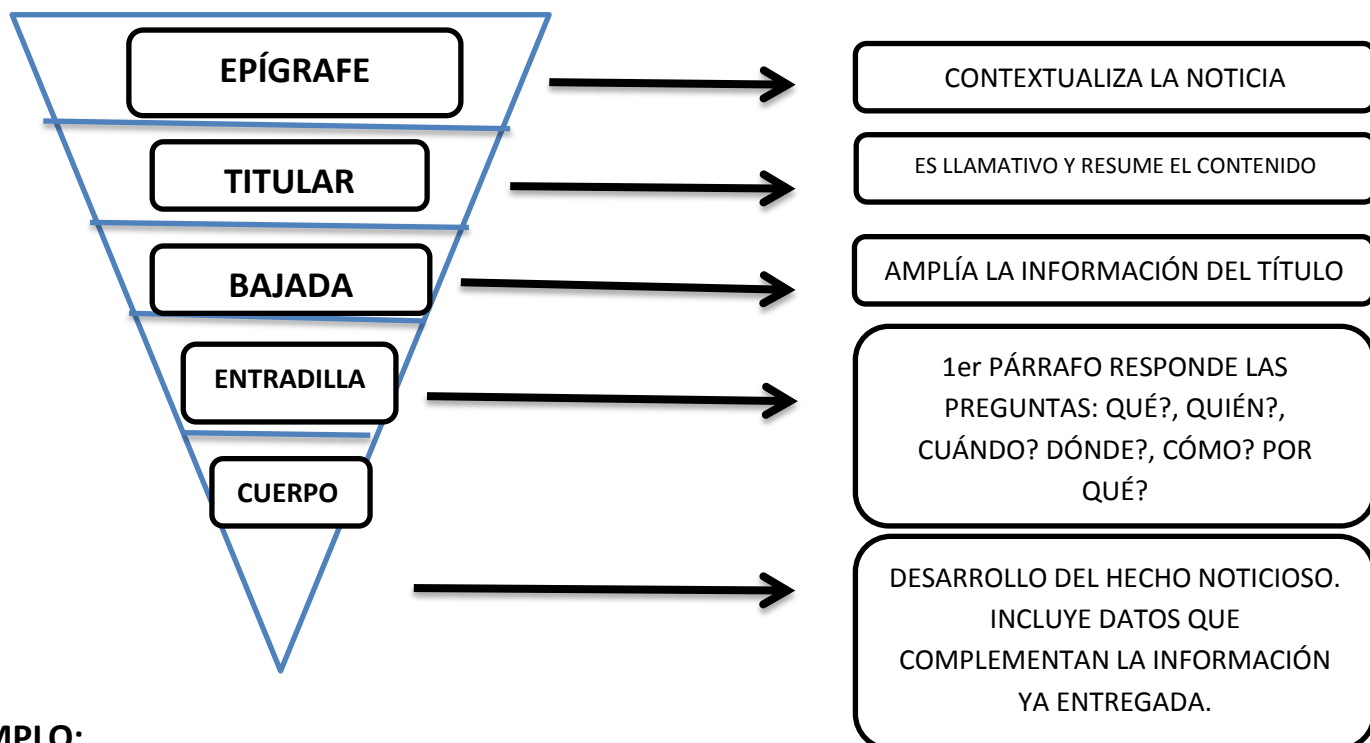 EPÍGRAFE
CONTEXTUALIZA LA NOTICIA
TITULAR
ES LLAMATIVO Y RESUME EL CONTENIDO
BAJADA
AMPLÍA LA INFORMACIÓN DEL TÍTULO
ENTRADILLA
1er PÁRRAFO RESPONDE LAS
PREGUNTAS: QUÉ?, QUIÉN?,
CUÁNDO? DÓNDE?, CÓMO? POR
QUÉ?
CUERPO
DESARROLLO DEL HECHO NOTICIOSO.
INCLUYE DATOS QUE
COMPLEMENTAN LA INFORMACIÓN
YA ENTREGADA.
MPLO: